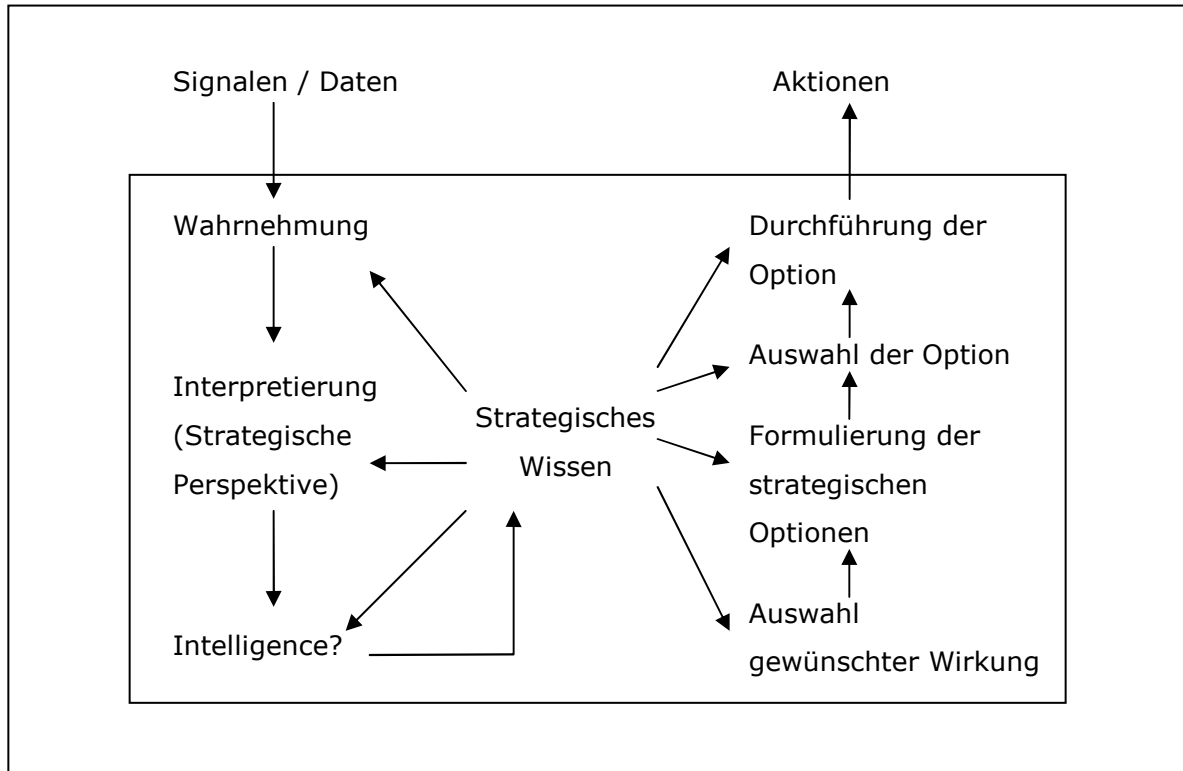 Signalen / Daten
Aktionen
Wahrnehmung
Interpretierung
(Strategische
Perspektive)
Intelligence?
Strategisches
Wissen
Durchführung der
Option
Auswahl der Option
Formulierung der
strategischen
Optionen
Auswahl
gewünschter Wirkung